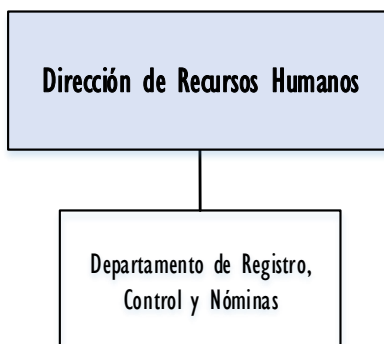 Dirección de Recursos Humanos
Departamento de Registro,
Control y Nóminas